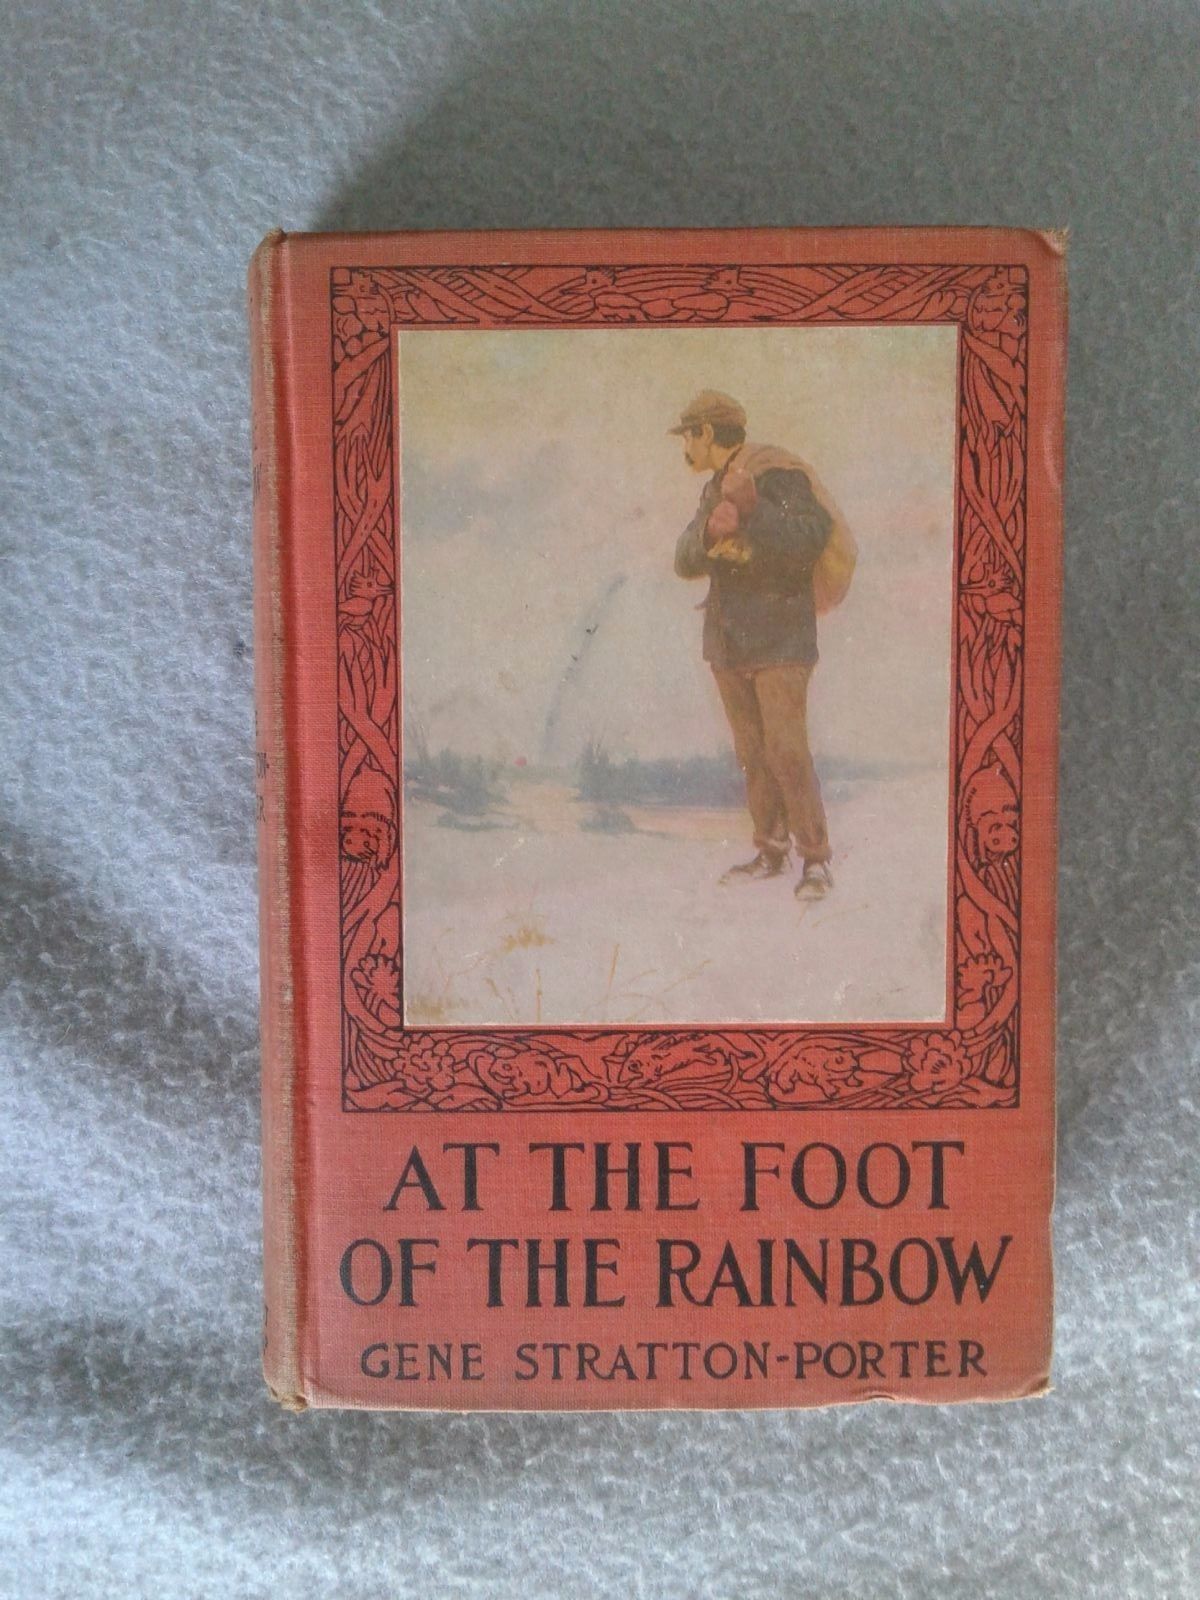 AT THE FOOT
OF THE RAINBOW
GENE STRATTON-PORTER